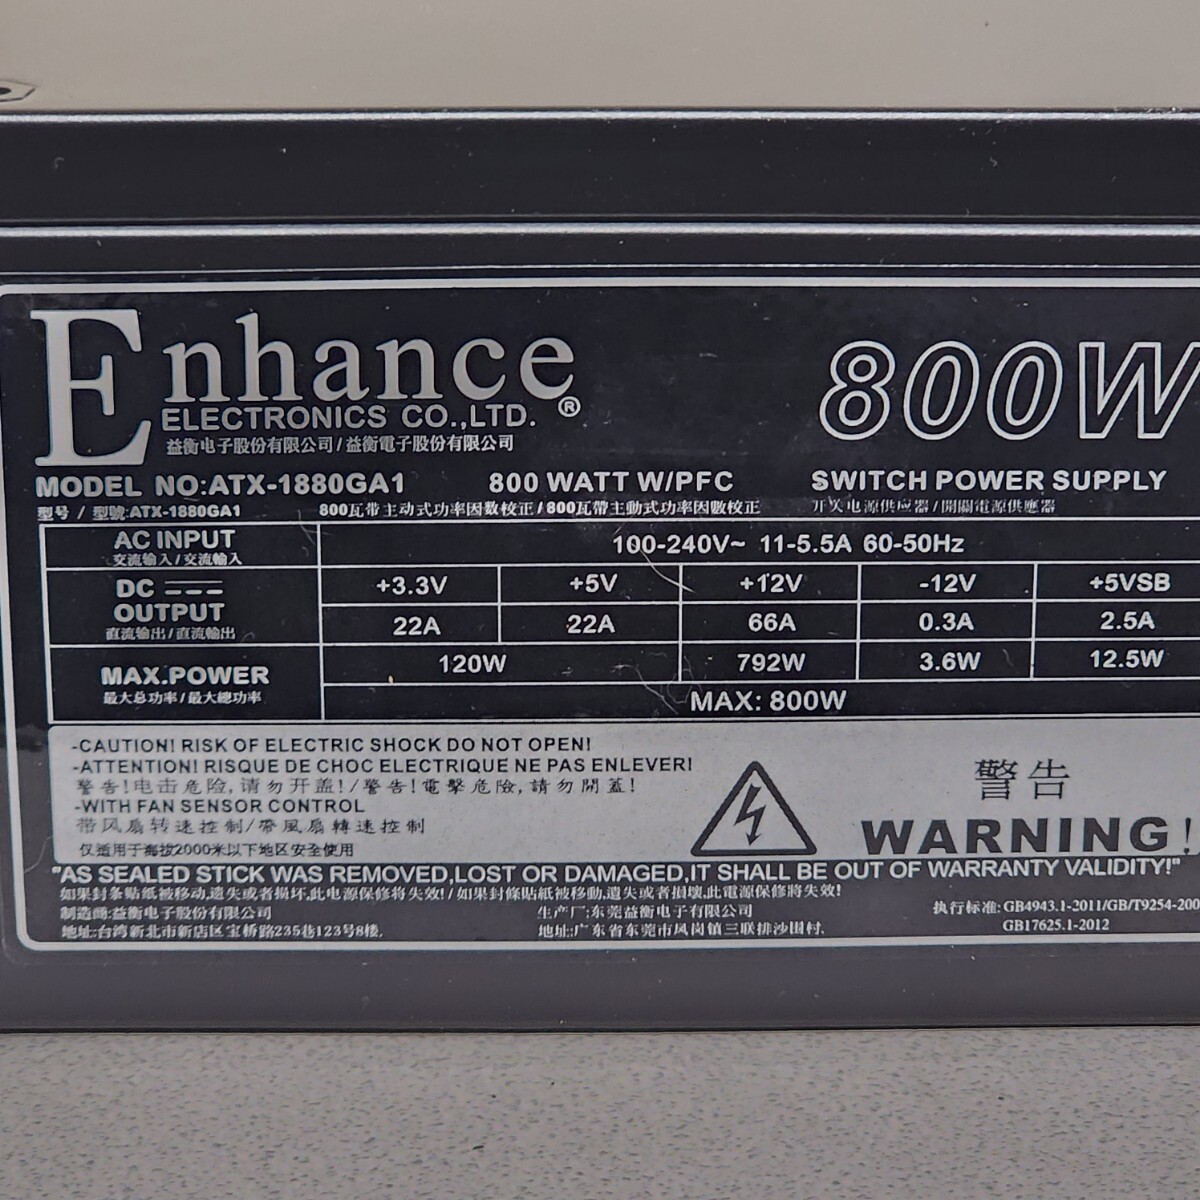 Enhance®
800W
ELECTRONICS CO.,LTD.
益衡电子股份有限公司/益衡電子股份有限公司
MODEL NO:ATX-1880GA1 800 WATT W/PFC SWITCH POWER SUPPLY
型号/型號:ATX-1880GA1 800瓦带主动式功率因数校正/800瓦帶主動式功率因數校正 开关电源供应器/開關電源供應器
AC INPUT 100-240V~ 11-5.5A 60-50Hz
交流输入/交流輸入
DC OUTPUT +3.3V +5V +12V -12V +5VSB
直流输出/直流輸出 22A 22A 66A 0.3A 2.5A
MAX.POWER 120W 792W 3.6W 12.5W
最大总功率/最大總功率 MAX: 800W
-CAUTION! RISK OF ELECTRIC SHOCK DO NOT OPEN!
-ATTENTION! RISQUE DE CHOC ELECTRIQUE NE PAS ENLEVER!
警告!电击危险,请勿开盖!/警告!電擊危險,請勿開蓋!
-WITH FAN SENSOR CONTROL
带风扇转速控制/帶風扇轉速控制
仅适用于海拔2000米以下地区安全使用
警告
WARNING!
"AS SEALED STICK WAS REMOVED,LOST OR DAMAGED,IT SHALL BE OUT OF WARRANTY VALIDITY!"
如果封条贴纸被移动,遗失或者损坏,此电源保修将失效!/如果封條貼紙被移動,遺失或者損壞,此電源保修將失效!
制造商:益衡电子股份有限公司 生产厂:东莞益衡电子有限公司 执行标准: GB4943.1-2011/GB/T9254-200
地址:台湾新北市新店区宝桥路235巷123号8楼. 地址:广东省东莞市凤岗镇三联排沙围村. GB17625.1-2012